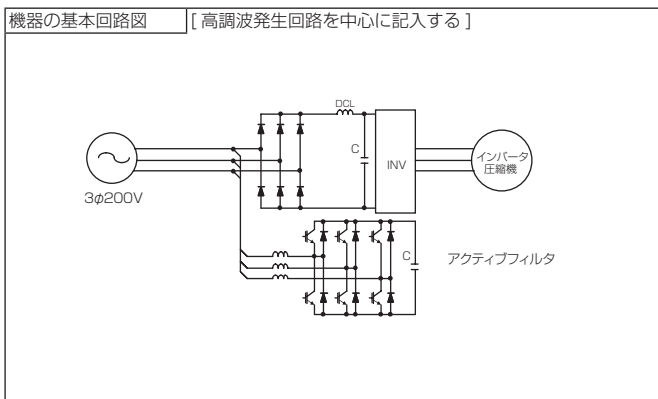 機器の基本回路図 [高調波発生回路を中心に記入する]
DCL
C
INV
インバータ
圧縮機
3φ200V
C
アクティブフィルタ